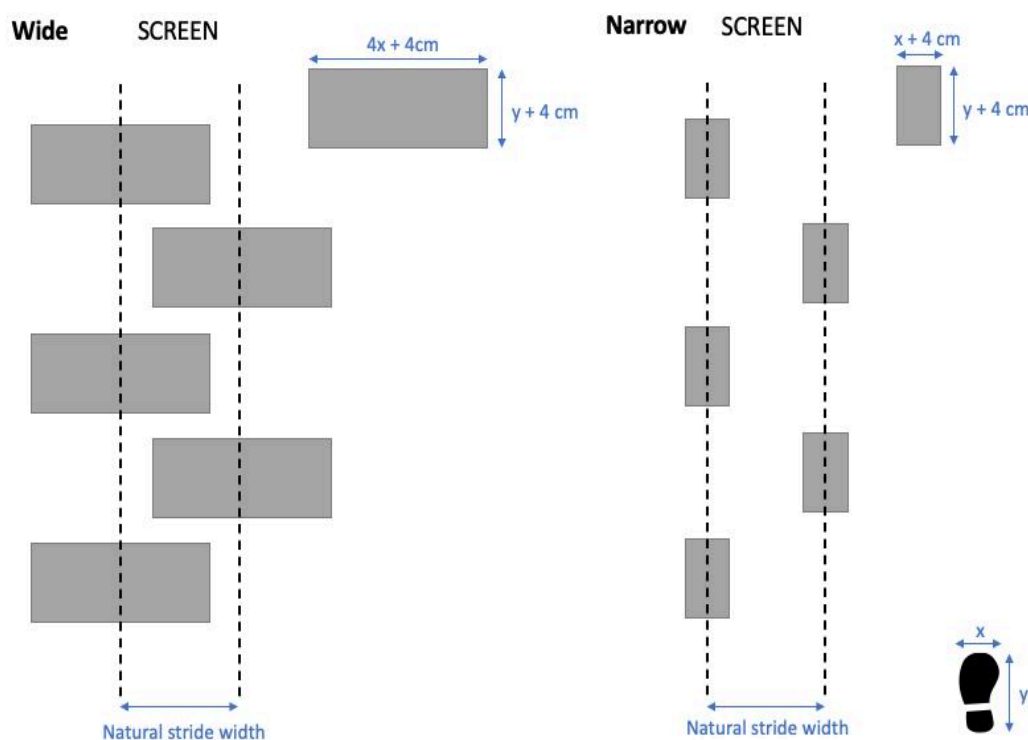 Wide SCREEN
4x + 4cm
y + 4 cm
Natural stride width
Narrow SCREEN
x + 4 cm
y + 4 cm
Natural stride width
x
y